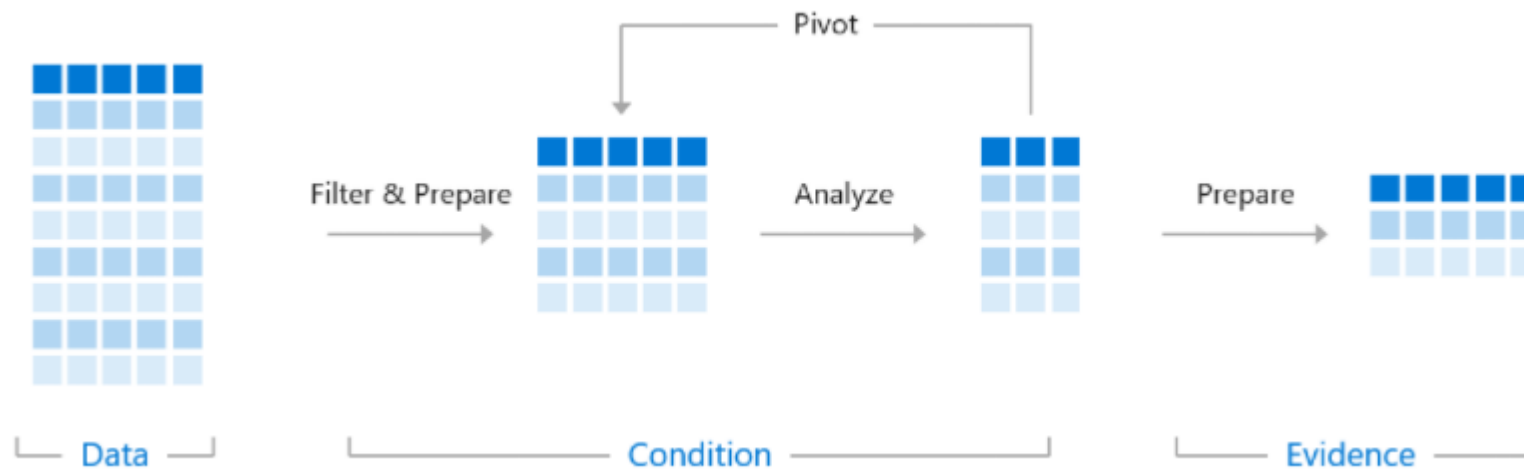 Pivot
Filter & Prepare
Analyze
Prepare
Data
Condition
Evidence